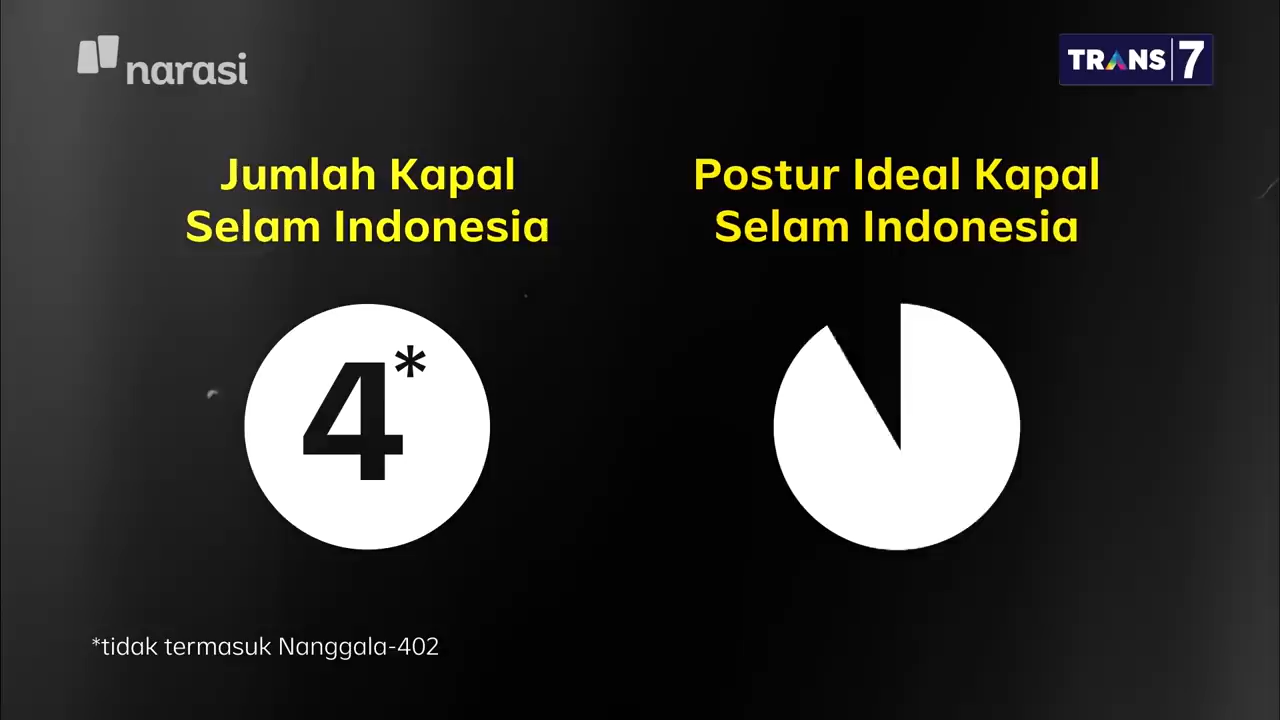 narasi
TRANS 7
Jumlah Kapal
Selam Indonesia
Postur Ideal Kapal
Selam Indonesia
4*
*tidak termasuk Nanggala-402